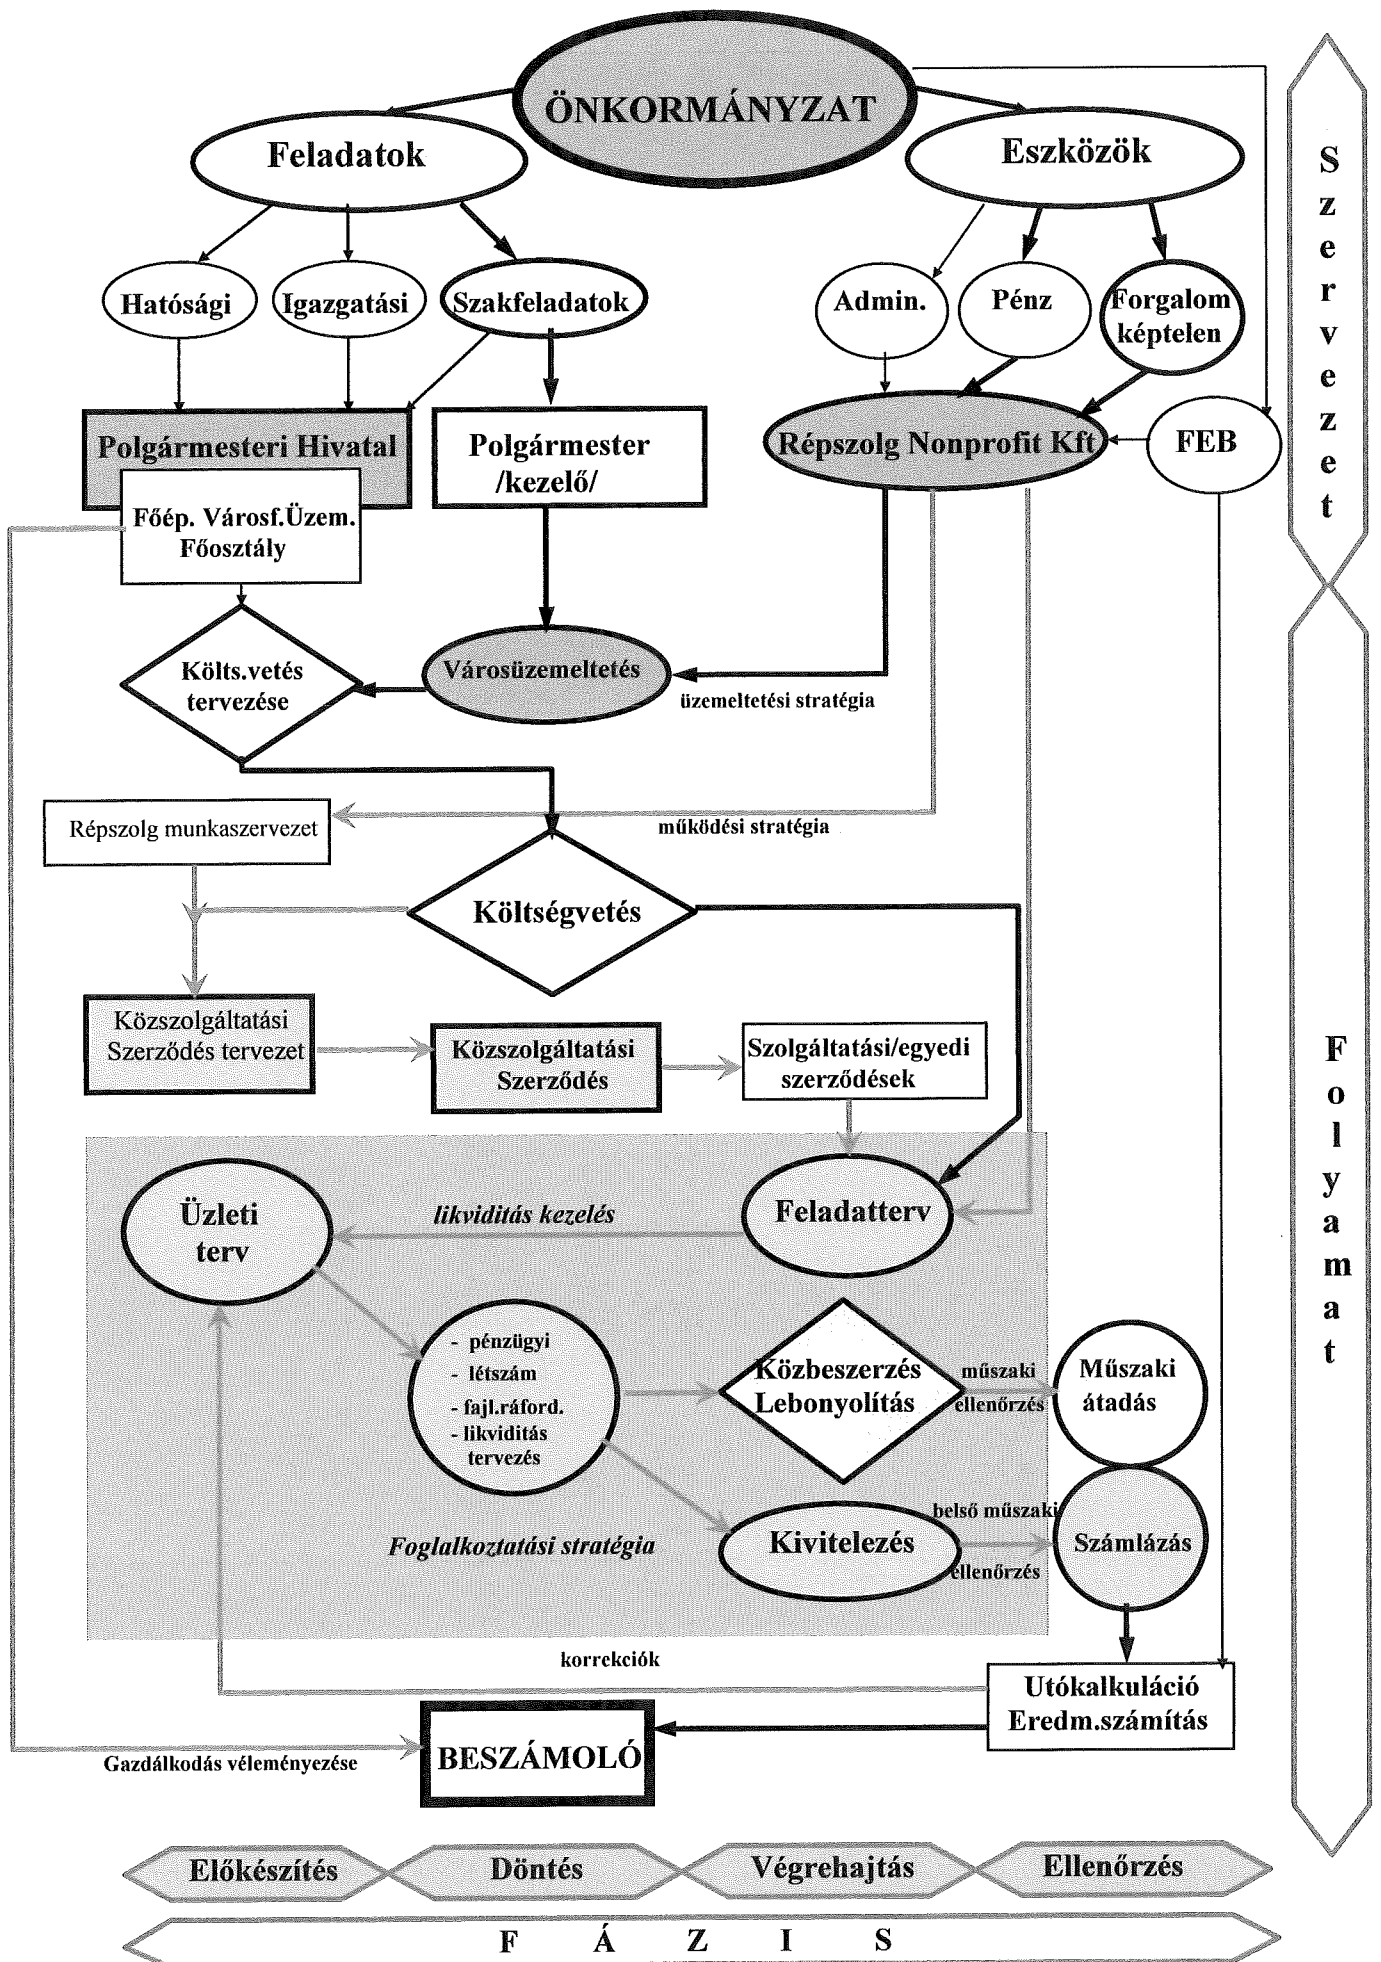 ÖNKORMÁNYZAT
Feladatok
Eszközök
Hatósági
Igazgatási
Szakfeladatok
Admin.
Pénz
Forgalom
képtelen
Polgármesteri Hivatal
Főép. Városf.Üzem.
Főosztály
Polgármester
/kezelő/
Répszolg Nonprofit Kft
FEB
Költs.vetés
tervezése
Városüzemeltetés
üzemeltetési stratégia
Répszolg munkaszervezet
működési stratégia
Költségvetés
Közszolgáltatási
Szerződés tervezet
Közszolgáltatási
Szerződés
Szolgáltatási/egyedi
szerződések
Üzleti
terv
likviditás kezelés
Feladatterv
- pénzügyi
- létszám
- fajl.ráford.
- likviditás
tervezés
Közbeszerzés
Lebonyolítás
műszaki
ellenőrzés
Műszaki
átadás
Foglalkoztatási stratégia
Kivitelezés
belső műszaki
ellenőrzés
Számlázás
korrekciók
Utókalkuláció
Eredm.számítás
BESZÁMOLÓ
Gazdálkodás véleményezése
Előkészítés
Döntés
Végrehajtás
Ellenőrzés
F Á Z I S
S
z
e
r
v
e
z
e
t
F
o
l
y
a
m
a
t